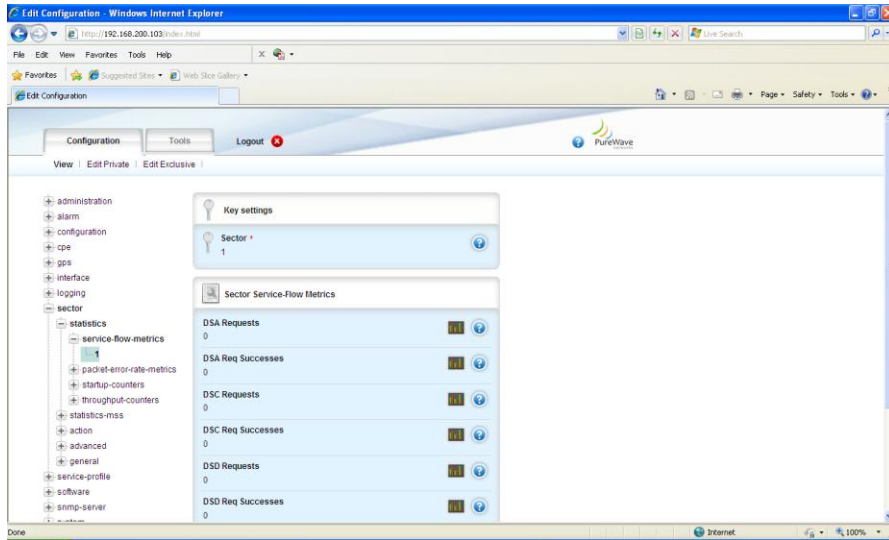 Edit Configuration - Windows Internet Explorer
http://192.168.200.103/index.html
Live Search
File Edit View Favorites Tools Help
Favorites Suggested Sites Web Slice Gallery
Edit Configuration
Page Safety Tools
Configuration Tools Logout
PureWave
View | Edit Private | Edit Exclusive |
administration
alarm
configuration
cpe
gps
interface
logging
sector
statistics
service-flow-metrics
1
packet-error-rate-metrics
startup-counters
throughput-counters
statistics-mss
action
advanced
general
service-profile
software
snmp-server
Key settings
Sector *
1
Sector Service-Flow Metrics
DSA Requests
0
DSA Req Successes
0
DSC Requests
0
DSC Req Successes
0
DSD Requests
0
DSD Req Successes
0
Done
Internet
100%